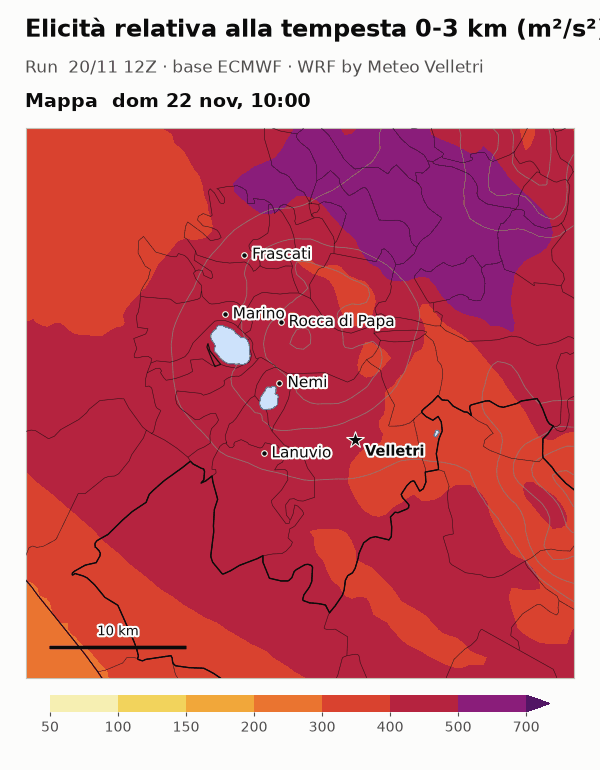 Elicità relativa alla tempesta 0-3 km (m²/s²)
Run 20/11 12Z · base ECMWF · WRF by Meteo Velletri
Mappa dom 22 nov, 10:00
Frascati
Marino
Rocca di Papa
Nemi
Velletri
Lanuvio
10 km
50 100 150 200 300 400 500 700